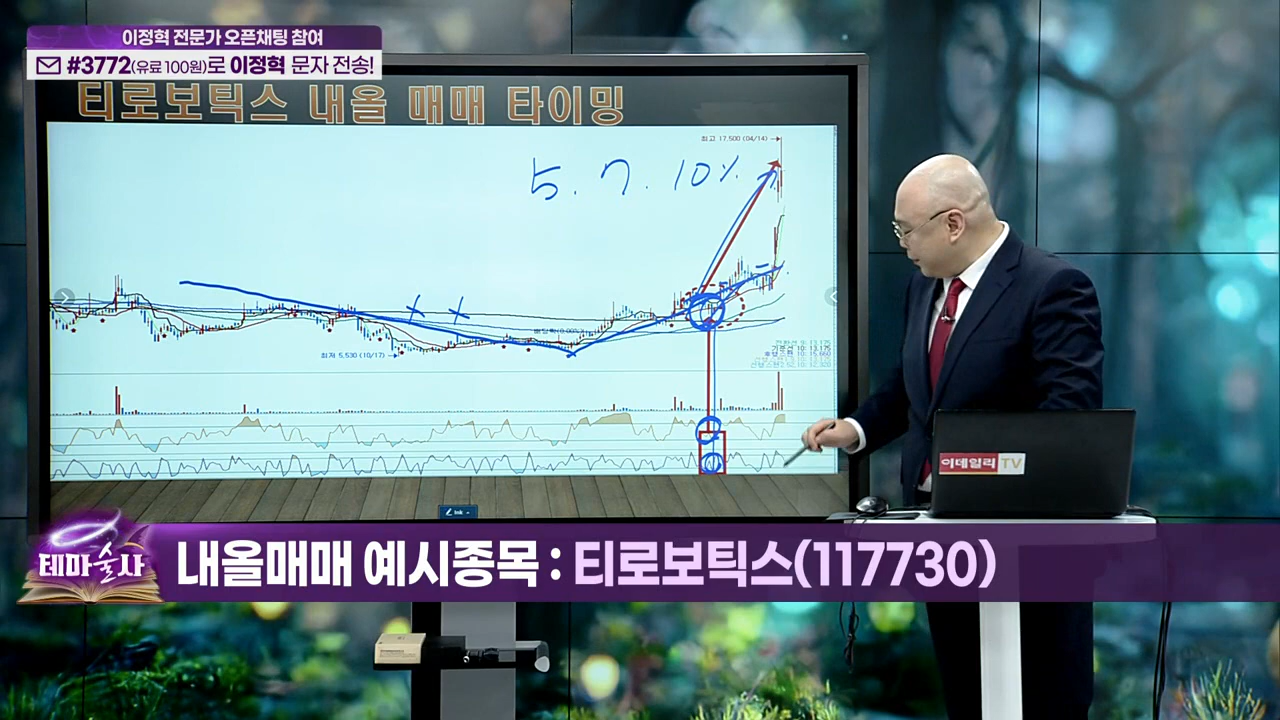 이정혁 전문가 오픈채팅 참여
#3772(유료 100원)로 이정혁 문자 전송!
티로보틱스 내올 매매 타이밍
최고 17,500 (04/14)
5. 7. 10%
최저 5,530 (10/17)
이데일리 TV
테마술사
내올매매 예시종목 : 티로보틱스(117730)